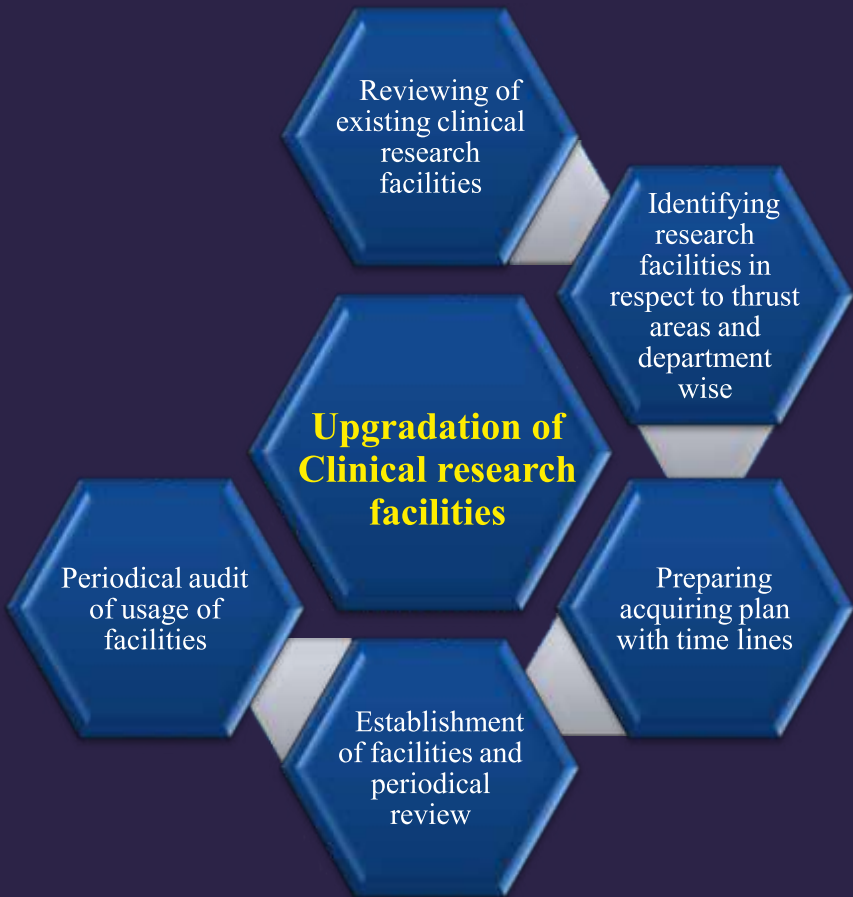 Reviewing of
existing clinical
research
facilities
Identifying
research
facilities in
respect to thrust
areas and
department
wise
Upgradation of
Clinical research
facilities
Preparing
acquiring plan
with time lines
Establishment
of facilities and
periodical
review
Periodical audit
of usage of
facilities